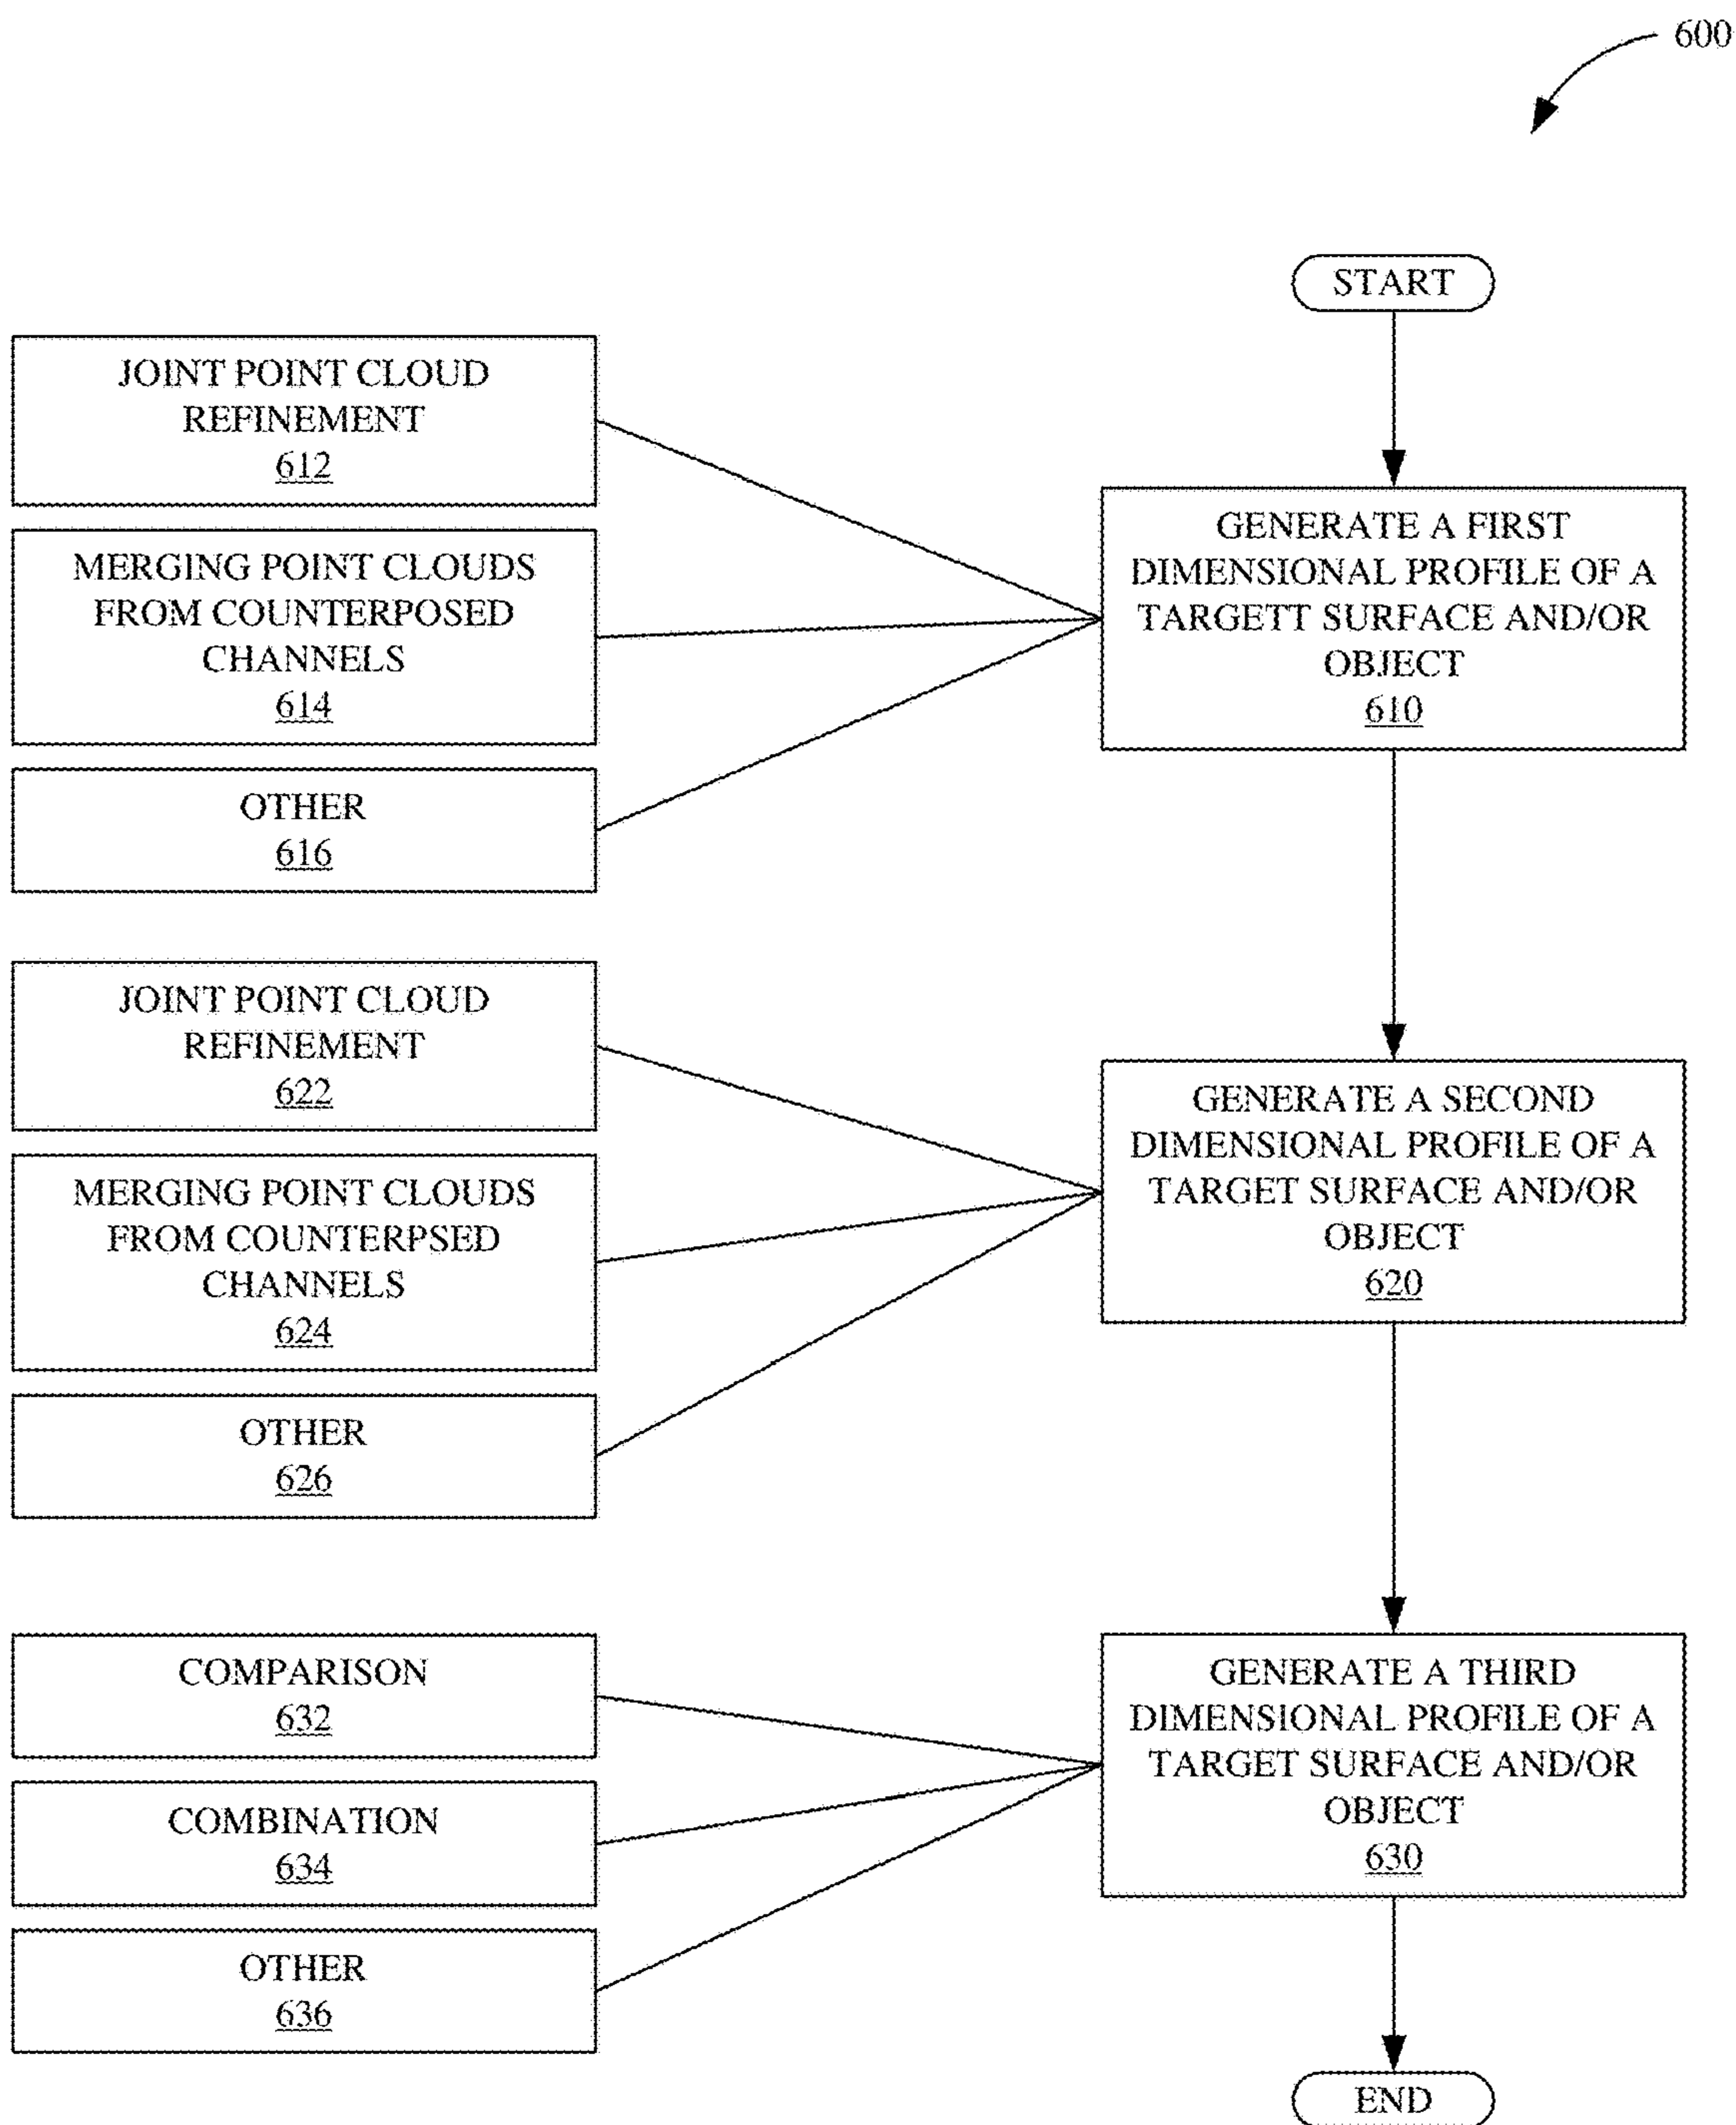 600
START
JOINT POINT CLOUD
REFINEMENT
612
MERGING POINT CLOUDS
FROM COUNTERPOSED
CHANNELS
614
OTHER
616
GENERATE A FIRST
DIMENSIONAL PROFILE OF A
TARGETT SURFACE AND/OR
OBJECT
610
JOINT POINT CLOUD
REFINEMENT
622
MERGING POINT CLOUDS
FROM COUNTERPSED
CHANNELS
624
OTHER
626
GENERATE A SECOND
DIMENSIONAL PROFILE OF A
TARGET SURFACE AND/OR
OBJECT
620
COMPARISON
632
COMBINATION
634
OTHER
636
GENERATE A THIRD
DIMENSIONAL PROFILE OF A
TARGET SURFACE AND/OR
OBJECT
630
END